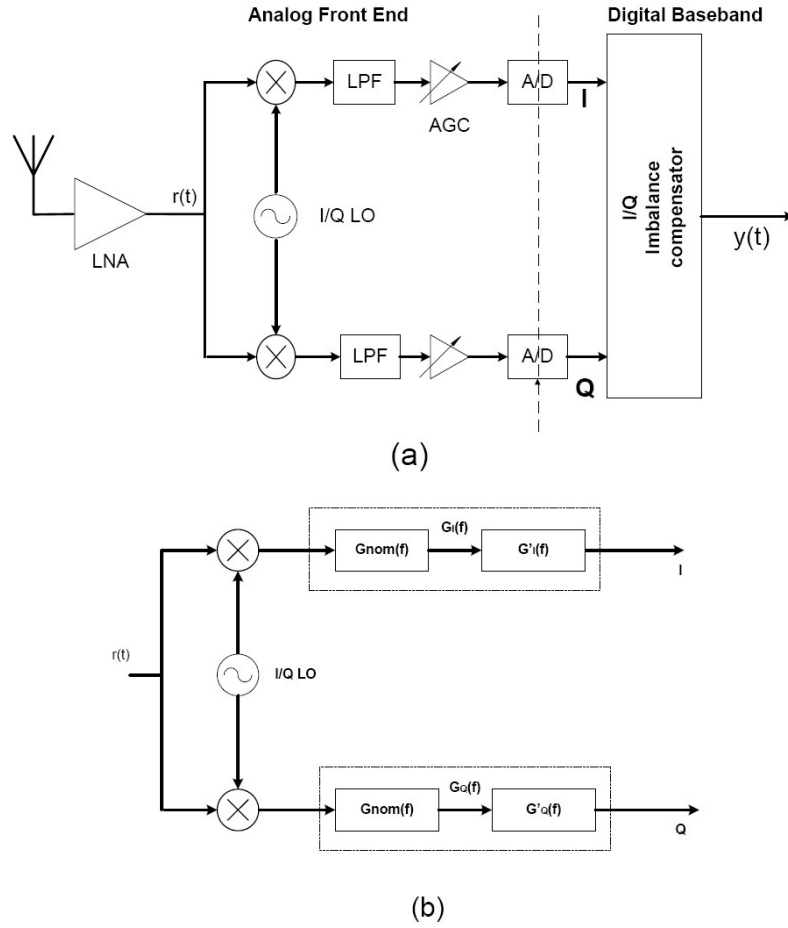 Analog Front End
Digital Baseband
LPF
A/D
I
AGC
r(t)
I/Q LO
LNA
I/Q
Imbalance
compensator
y(t)
LPF
A/D
Q
(a)
GI(f)
Gnom(f)
G'I(f)
I
r(t)
I/Q LO
GQ(f)
Gnom(f)
G'Q(f)
Q
(b)